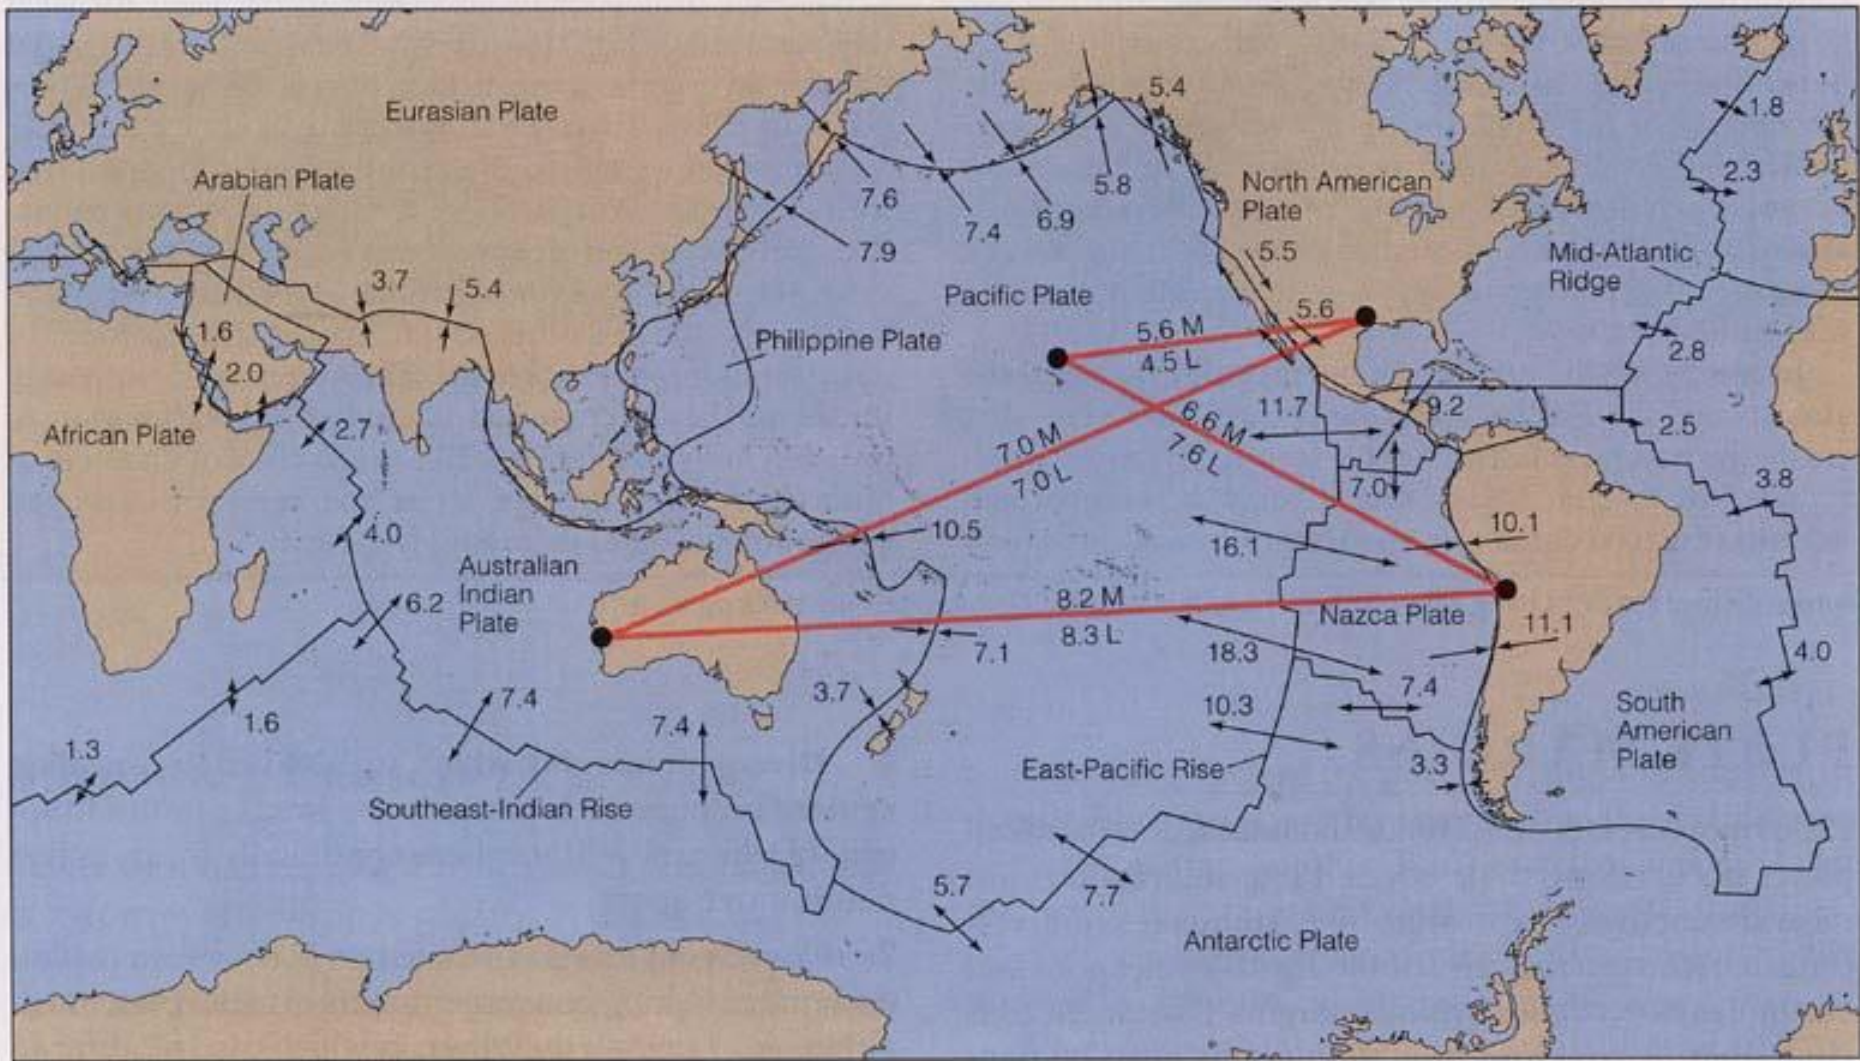 5.4
1.8
Eurasian Plate
Arabian Plate
2.3
7.6
5.8
North American
Plate
7.4
6.9
7.9
5.5
Mid-Atlantic
Ridge
3.7
5.4
Pacific Plate
5.6
1.6
Philippine Plate
5.6 M
4.5 L
2.8
2.0
11.7
9.2
6.6 M
7.6 L
African Plate
2.7
2.5
7.0 M
7.0 L
7.0
3.8
4.0
10.5
10.1
16.1
Australian
Indian
Plate
6.2
8.2 M
8.3 L
Nazca Plate
11.1
7.1
18.3
4.0
7.4
3.7
7.4
10.3
South
American
Plate
1.6
7.4
1.3
East-Pacific Rise
3.3
Southeast-Indian Rise
5.7
7.7
Antarctic Plate